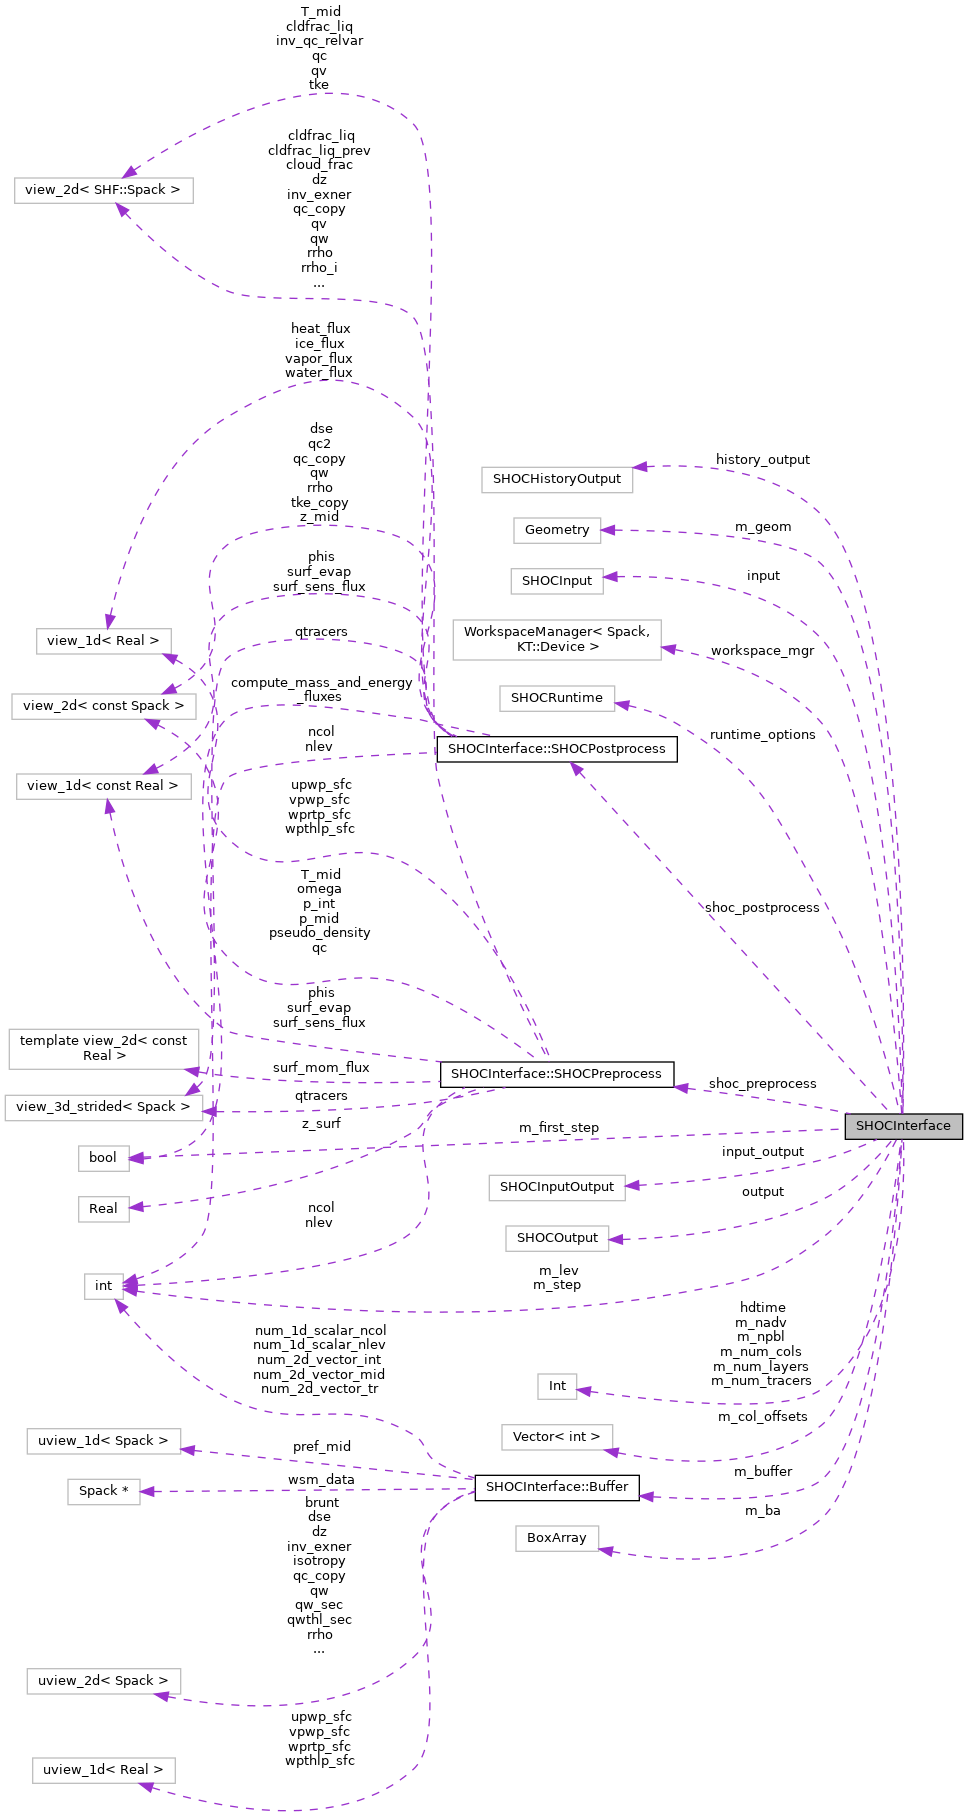 T_mid
cldfrac_liq
inv_qc_relvar
qc
qv
tke
cldfrac_liq
cldfrac_liq_prev
cloud_frac
dz
inv_exner
qc_copy
qv
qw
rrho
rrho_i
...
view_2d< SHF::Spack >
heat_flux
ice_flux
vapor_flux
water_flux
dse
qc2
qc_copy
qw
rrho
tke_copy
z_mid
history_output
SHOCHistoryOutput
m_geom
Geometry
phis
surf_evap
surf_sens_flux
input
SHOCInput
qtracers
view_1d< Real >
WorkspaceManager< Spack,
KT::Device >
workspace_mgr
compute_mass_and_energy
_fluxes
SHOCRuntime
view_2d< const Spack >
runtime_options
ncol
nlev
SHOCInterface::SHOCPostprocess
view_1d< const Real >
upwp_sfc
vpwp_sfc
wprtp_sfc
wpthlp_sfc
T_mid
omega
p_int
p_mid
pseudo_density
qc
shoc_postprocess
phis
surf_evap
surf_sens_flux
template view_2d< const
Real >
surf_mom_flux
SHOCInterface::SHOCPreprocess
shoc_preprocess
qtracers
view_3d_strided< Spack >
z_surf
m_first_step
SHOCInterface
bool
input_output
SHOCInputOutput
output
Real
ncol
nlev
SHOCOutput
int
m_lev
m_step
hdtime
m_nadv
m_npbl
m_num_cols
m_num_layers
m_num_tracers
Int
num_1d_scalar_ncol
num_1d_scalar_nlev
num_2d_vector_int
num_2d_vector_mid
num_2d_vector_tr
m_col_offsets
Vector< int >
uview_1d< Spack >
pref_mid
m_buffer
wsm_data
Spack *
SHOCInterface::Buffer
m_ba
BoxArray
brunt
dse
dz
inv_exner
isotropy
qc_copy
qw
qw_sec
qwthl_sec
rrho
...
uview_2d< Spack >
upwp_sfc
vpwp_sfc
wprtp_sfc
wpthlp_sfc
uview_1d< Real >